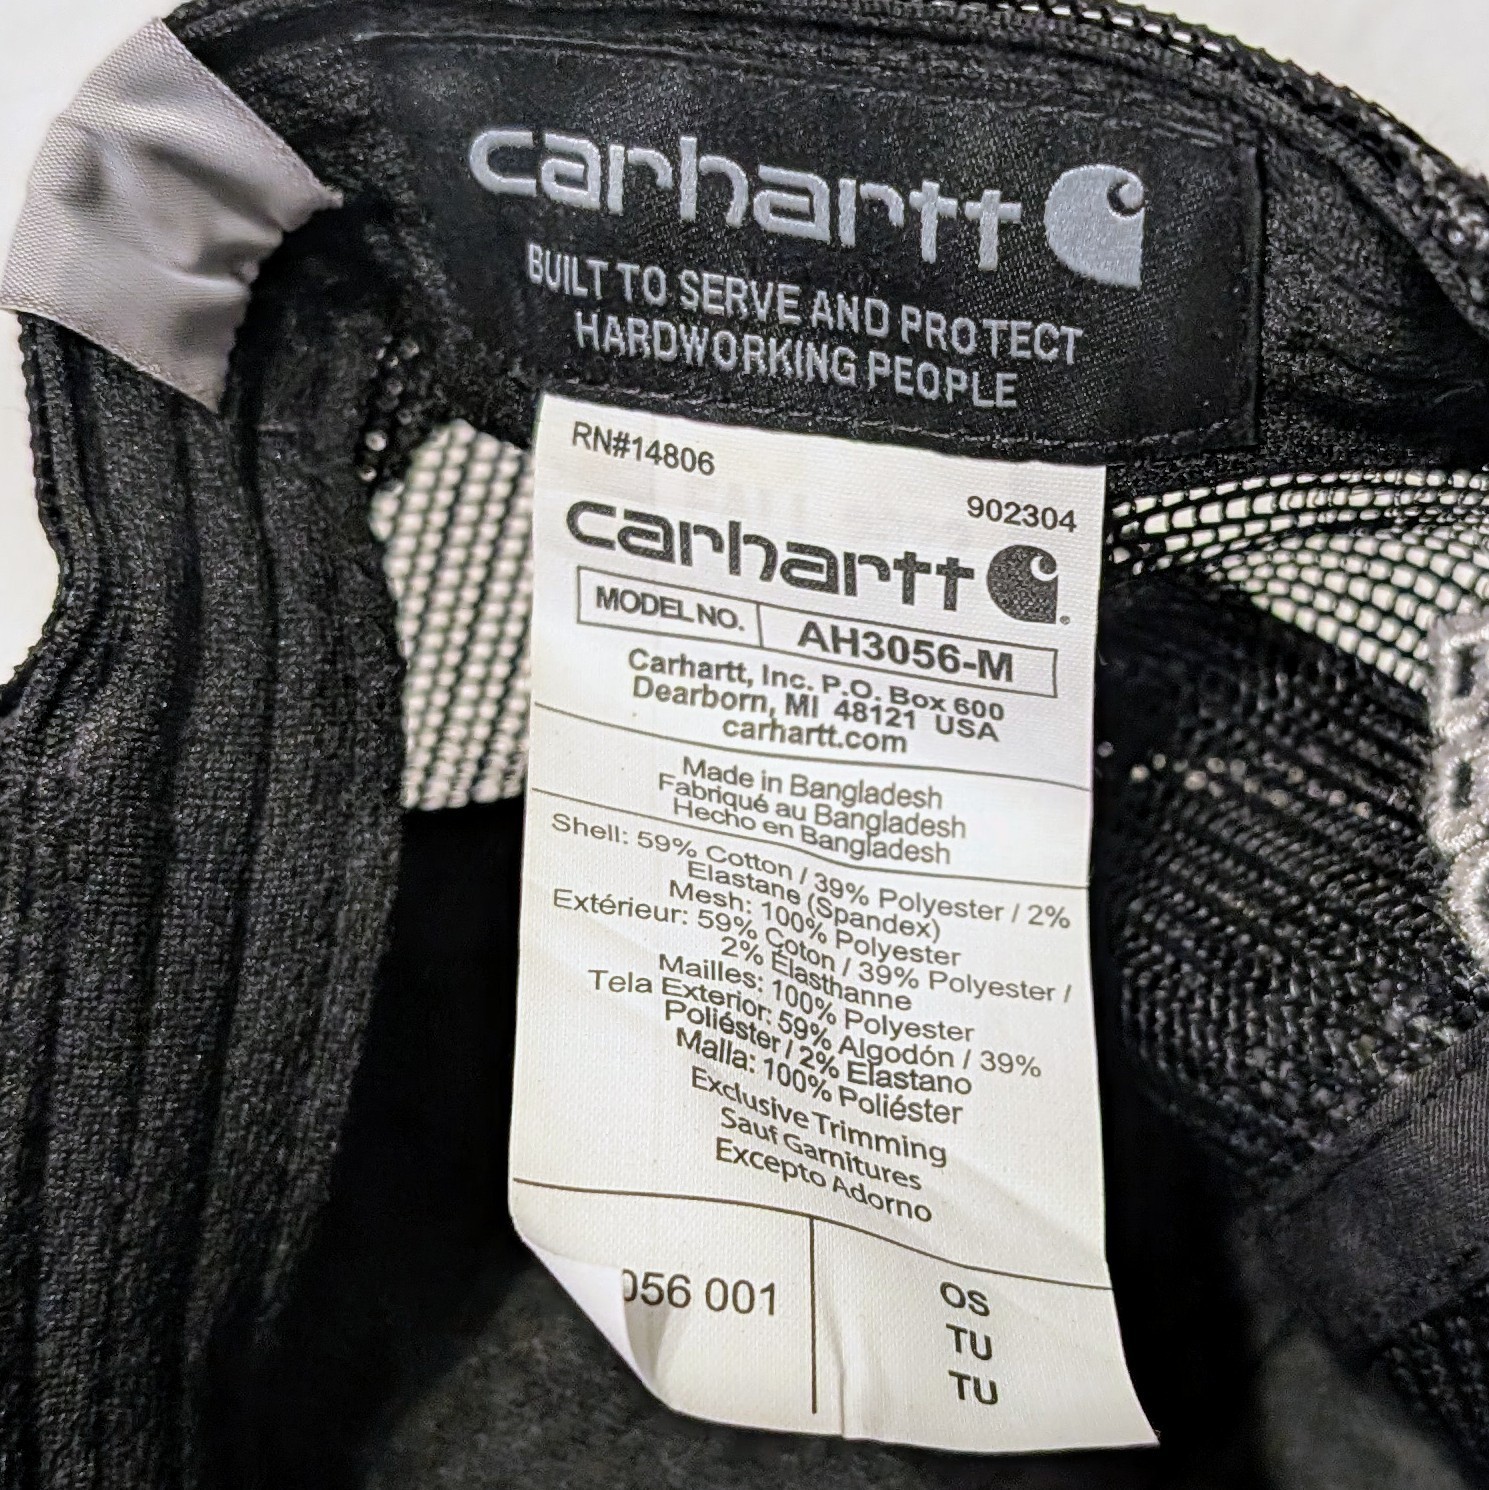 carhartt
BUILT TO SERVE AND PROTECT
HARDWORKING PEOPLE
RN#14806
902304
carhartt®
MODEL NO. AH3056-M
Carhartt, Inc. P.O. Box 600
Dearborn, MI 48121 USA
carhartt.com
Made in Bangladesh
Fabriqué au Bangladesh
Hecho en Bangladesh
Shell: 59% Cotton / 39% Polyester / 2%
Elastane (Spandex)
Mesh: 100% Polyester
Extérieur: 59% Coton / 39% Polyester /
2% Élasthanne
Mailles: 100% Polyester
Tela Exterior: 59% Algodón / 39%
Poliéster / 2% Elastano
Malla: 100% Poliéster
Exclusive Trimming
Sauf Garnitures
Excepto Adorno
056 001
OS
TU
TU